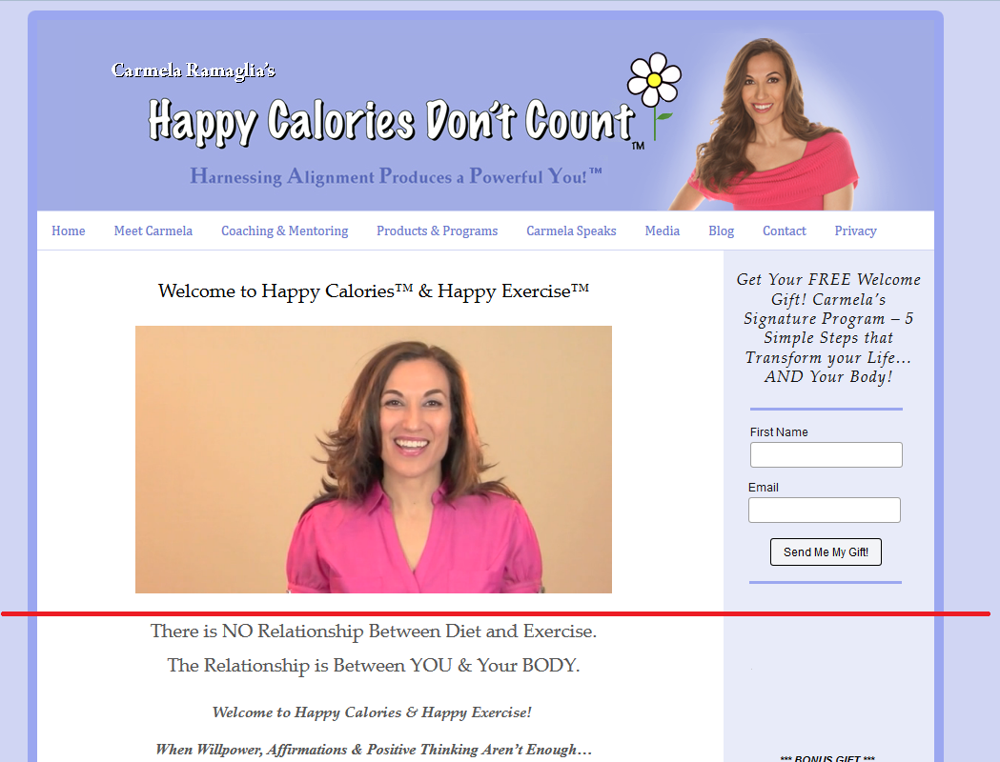 Carmela Ramaglia's
Happy Calories Don't Count
TM
Harnessing Alignment Produces a Powerful You!™
Home Meet Carmela Coaching & Mentoring Products & Programs Carmela Speaks Media Blog Contact Privacy
Welcome to Happy Calories™ & Happy Exercise™
There is NO Relationship Between Diet and Exercise.
The Relationship is Between YOU & Your BODY.
Welcome to Happy Calories & Happy Exercise!
When Willpower, Affirmations & Positive Thinking Aren't Enough…
Get Your FREE Welcome
Gift! Carmela's
Signature Program – 5
Simple Steps that
Transform your Life…
AND Your Body!
First Name
Email
Send Me My Gift!
*** BONUS GIFT ***